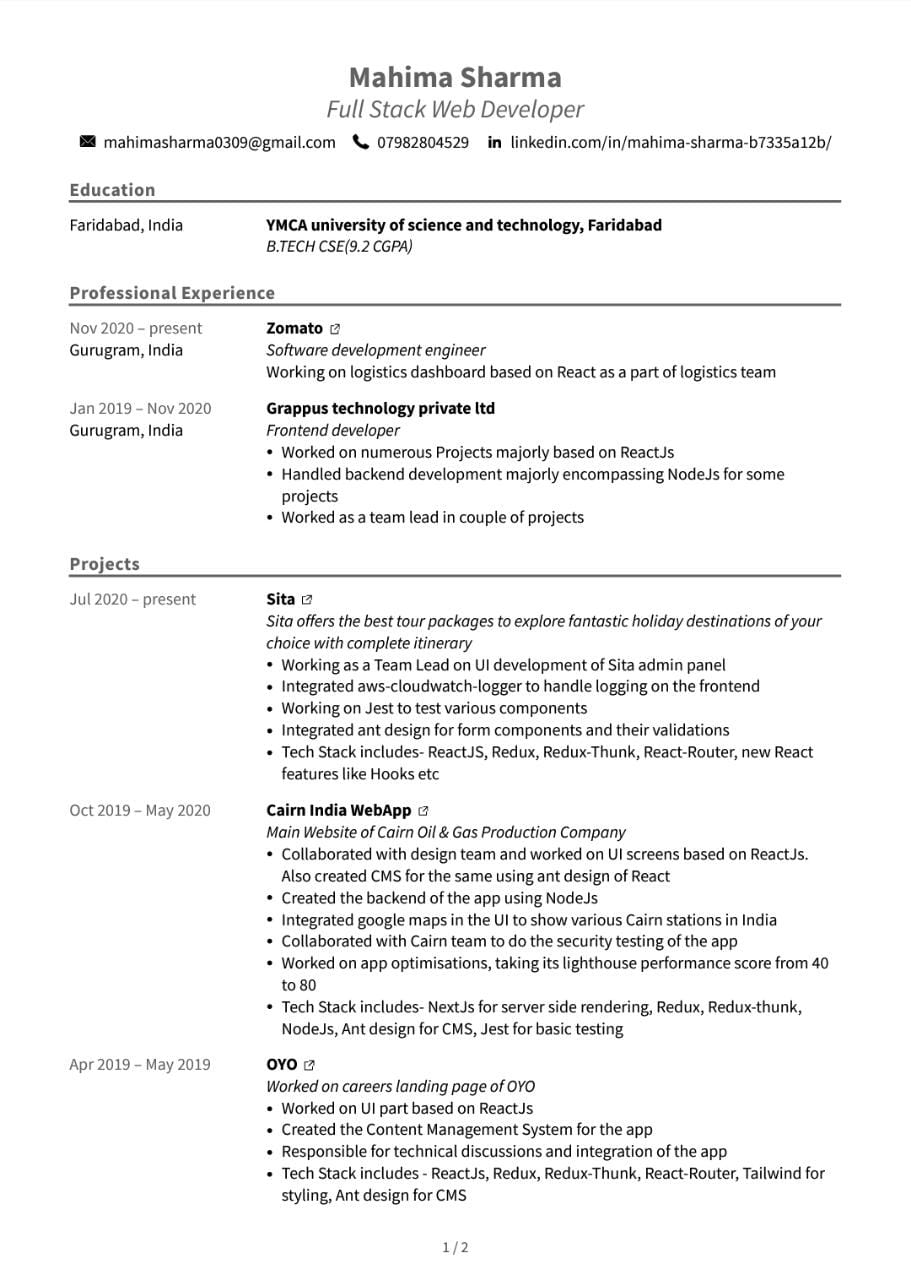 Mahima Sharma
Full Stack Web Developer
mahimasharma0309@gmail.com 07982804529 in linkedin.com/in/mahima-sharma-b7335a12b/
Education
Faridabad, India YMCA university of science and technology, Faridabad
B.TECH CSE(9.2 CGPA)
Professional Experience
Nov 2020 – present Zomato
Gurugram, India Software development engineer
Working on logistics dashboard based on React as a part of logistics team
Jan 2019 – Nov 2020 Grappus technology private ltd
Gurugram, India Frontend developer
• Worked on numerous Projects majorly based on ReactJs
• Handled backend development majorly encompassing NodeJs for some
projects
• Worked as a team lead in couple of projects
Projects
Jul 2020 – present Sita
Sita offers the best tour packages to explore fantastic holiday destinations of your
choice with complete itinerary
• Working as a Team Lead on UI development of Sita admin panel
• Integrated aws-cloudwatch-logger to handle logging on the frontend
• Working on Jest to test various components
• Integrated ant design for form components and their validations
• Tech Stack includes- ReactJS, Redux, Redux-Thunk, React-Router, new React
features like Hooks etc
Oct 2019 – May 2020 Cairn India WebApp
Main Website of Cairn Oil & Gas Production Company
• Collaborated with design team and worked on UI screens based on ReactJs.
Also created CMS for the same using ant design of React
• Created the backend of the app using NodeJs
• Integrated google maps in the UI to show various Cairn stations in India
• Collaborated with Cairn team to do the security testing of the app
• Worked on app optimisations, taking its lighthouse performance score from 40
to 80
• Tech Stack includes- NextJs for server side rendering, Redux, Redux-thunk,
NodeJs, Ant design for CMS, Jest for basic testing
Apr 2019 – May 2019 OYO
Worked on careers landing page of OYO
• Worked on UI part based on ReactJs
• Created the Content Management System for the app
• Responsible for technical discussions and integration of the app
• Tech Stack includes - ReactJs, Redux, Redux-Thunk, React-Router, Tailwind for
styling, Ant design for CMS
1 / 2